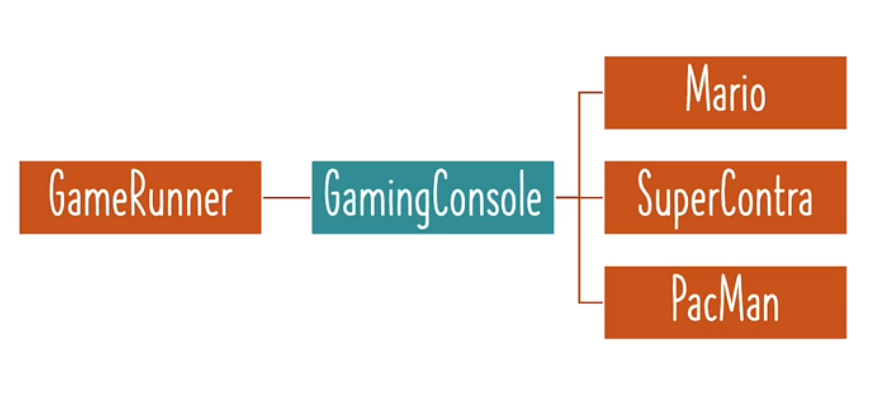 GameRunner
GamingConsole
Mario
SuperContra
PacMan